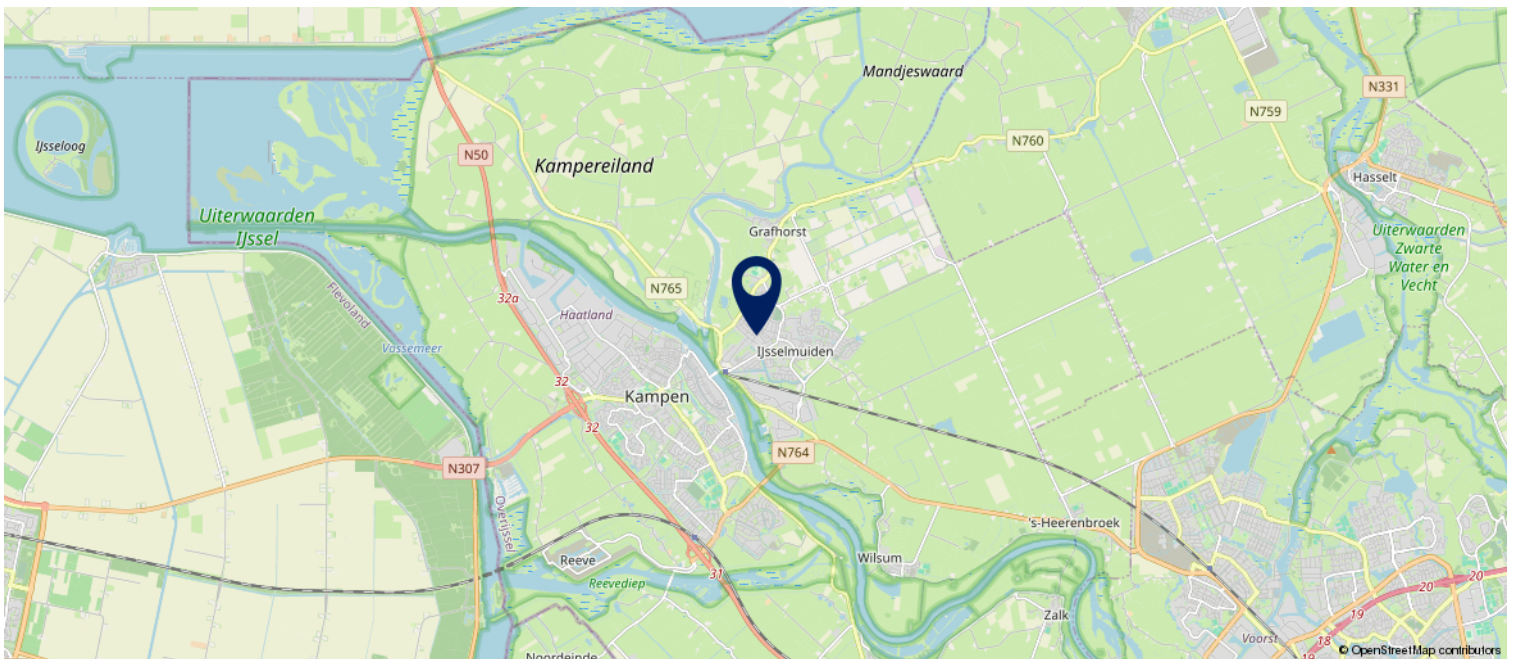 Mandjeswaard
N331
N759
N760
IJsseloog
N50
Kampereiland
Hasselt
Uiterwaarden
IJssel
Grafhorst
Uiterwaarden
Zwarte
Water en
Vecht
N765
Flevoland
32a
Haatland
Vossemeer
IJsselmuiden
32
Kampen
32
N764
N307
Overijssel
's-Heerenbroek
Reeve
Wilsum
Reevediep
31
20
20
19
Zalk
18
Voorst
19
Noordeinde
© OpenStreetMap contributors